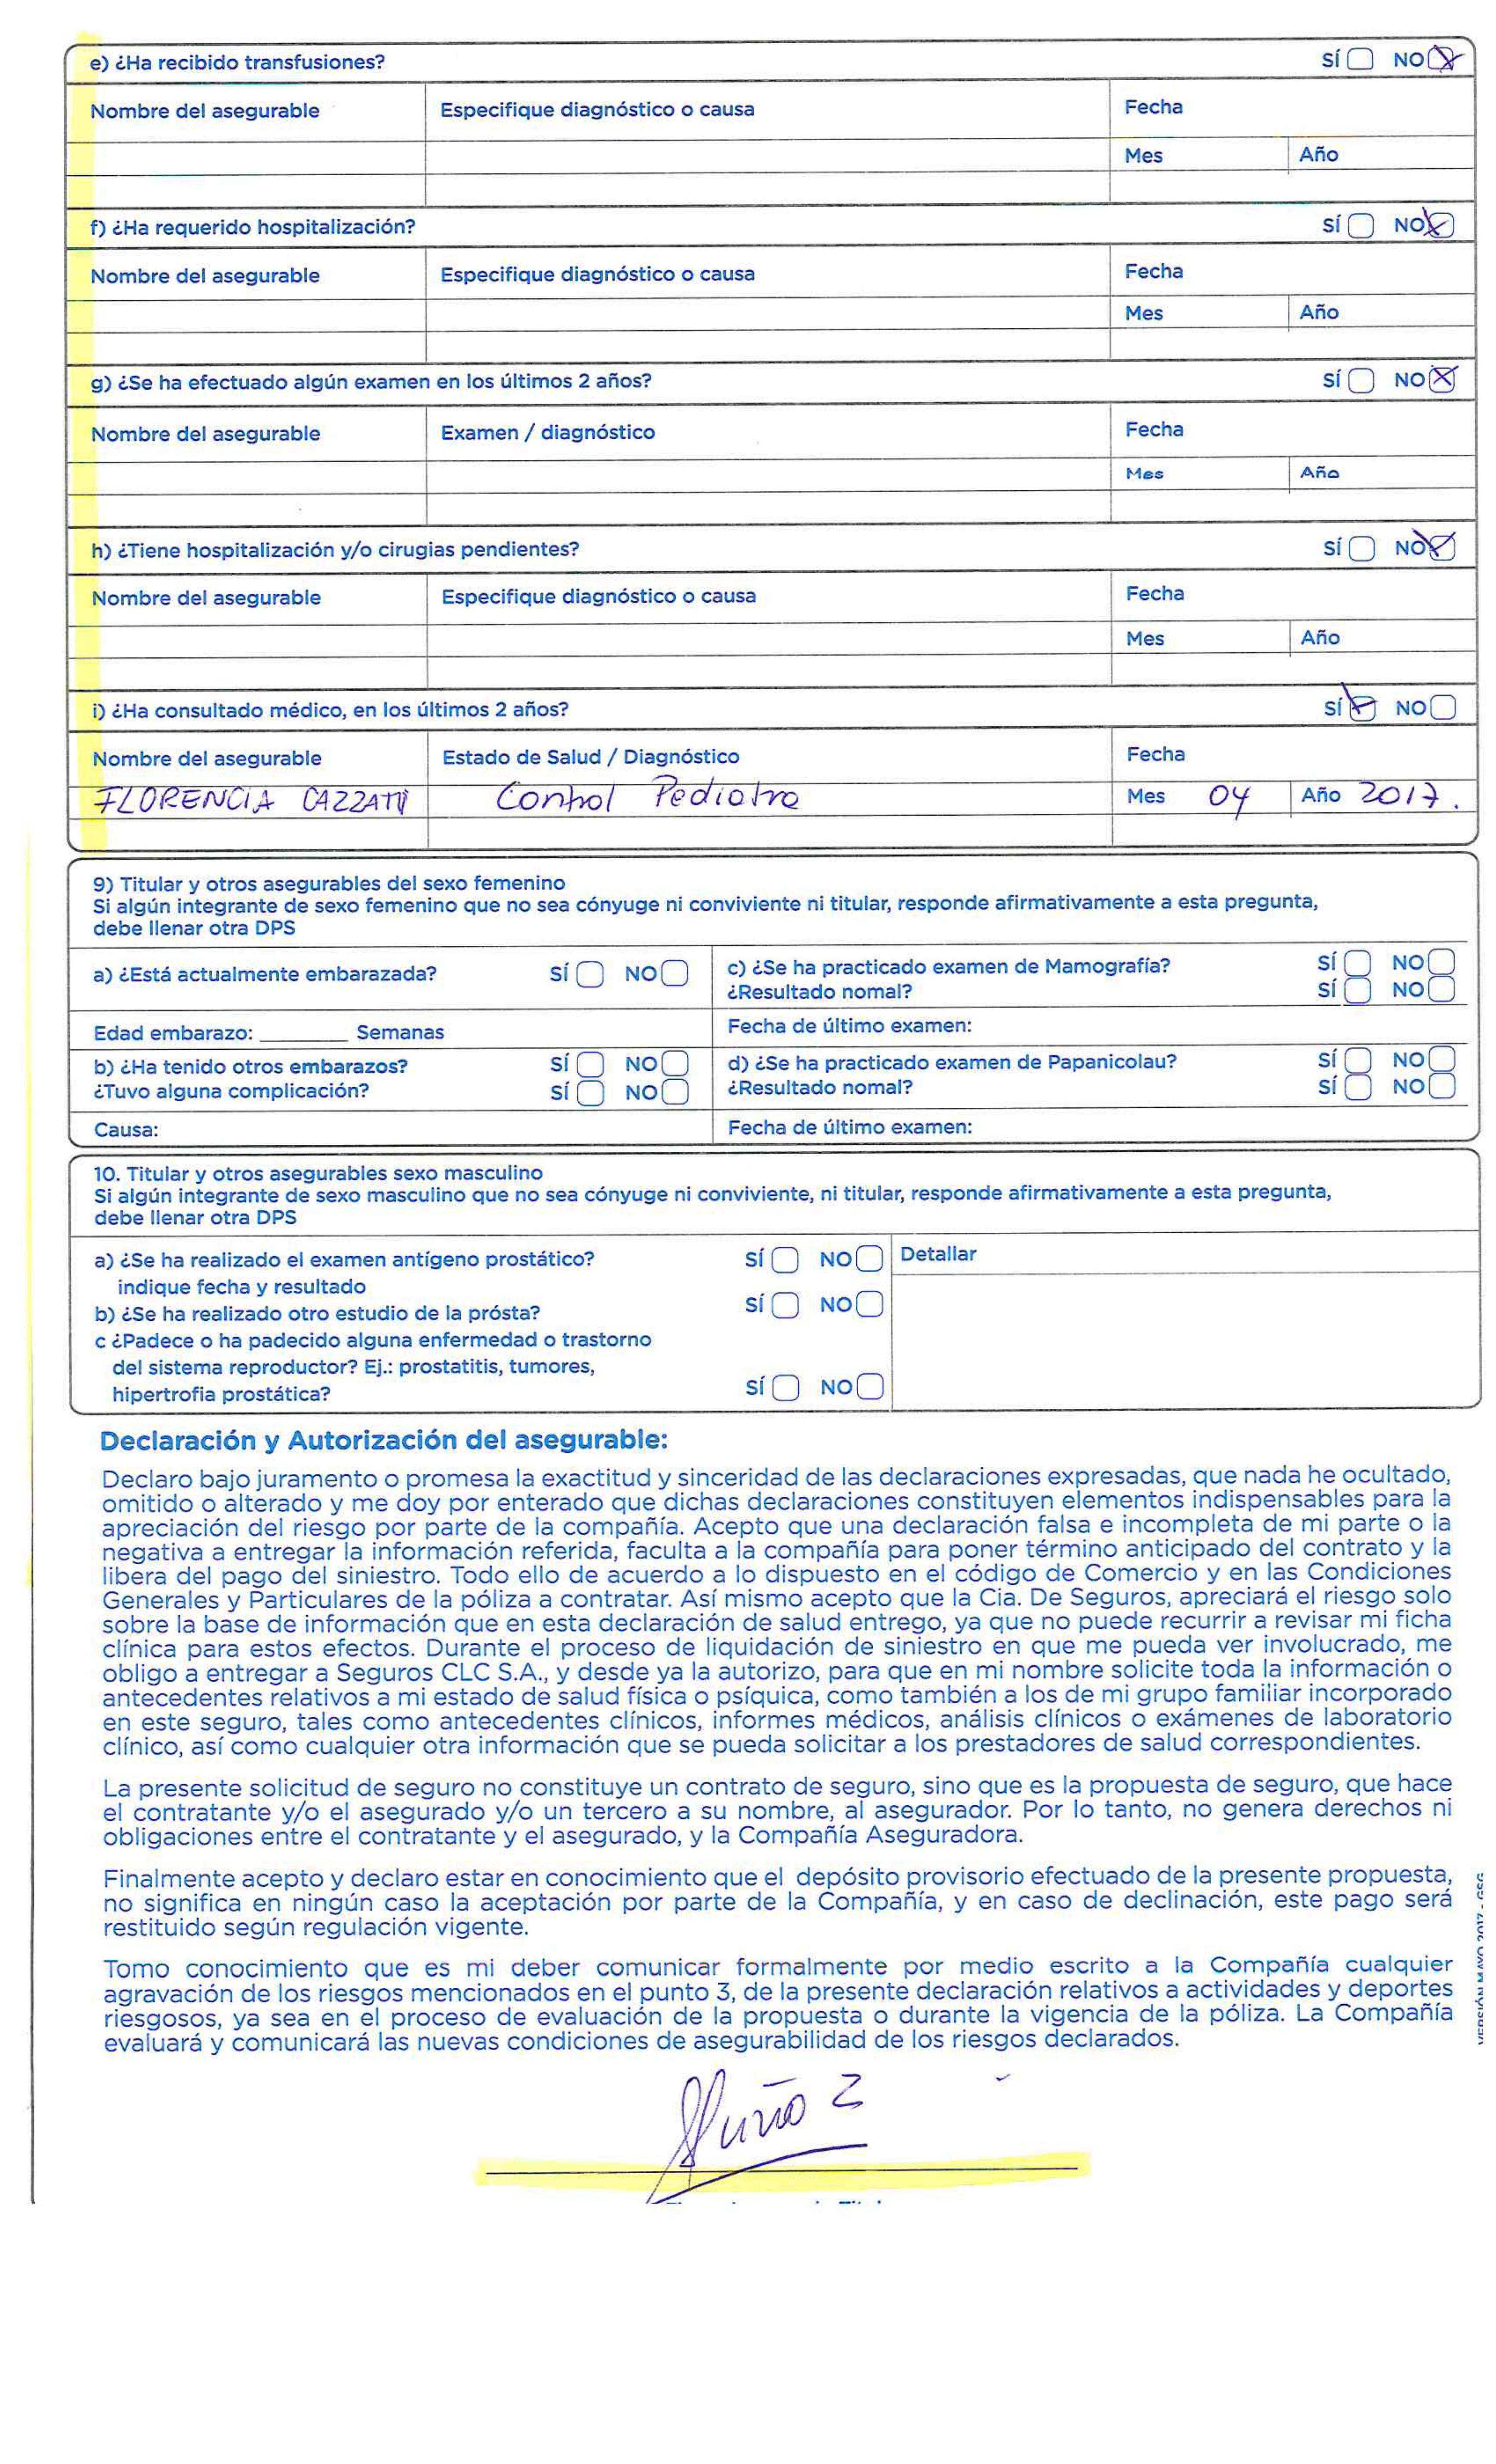 e) ¿Ha recibido transfusiones? SÍ NO
Nombre del asegurable Especifique diagnóstico o causa Fecha
Mes Año
f) ¿Ha requerido hospitalización? SÍ NO
Nombre del asegurable Especifique diagnóstico o causa Fecha
Mes Año
g) ¿Se ha efectuado algún examen en los últimos 2 años? SÍ NO
Nombre del asegurable Examen / diagnóstico Fecha
Mes Año
h) ¿Tiene hospitalización y/o cirugias pendientes? SÍ NO
Nombre del asegurable Especifique diagnóstico o causa Fecha
Mes Año
i) ¿Ha consultado médico, en los últimos 2 años? SÍ NO
Nombre del asegurable Estado de Salud / Diagnóstico Fecha
FLORENCIA Control Pediatra Mes 04 Año 2017.
9) Titular y otros asegurables del sexo femenino
Si algún integrante de sexo femenino que no sea cónyuge ni conviviente ni titular, responde afirmativamente a esta pregunta,
debe llenar otra DPS
a) ¿Está actualmente embarazada? SÍ NO
c) ¿Se ha practicado examen de Mamografía? SÍ NO
¿Resultado nomal? SÍ NO
Edad embarazo: ________ Semanas
Fecha de último examen:
b) ¿Ha tenido otros embarazos? SÍ NO
¿Tuvo alguna complicación? SÍ NO
d) ¿Se ha practicado examen de Papanicolau? SÍ NO
¿Resultado nomal? SÍ NO
Causa:
Fecha de último examen:
10. Titular y otros asegurables sexo masculino
Si algún integrante de sexo masculino que no sea cónyuge ni conviviente, ni titular, responde afirmativamente a esta pregunta,
debe llenar otra DPS
a) ¿Se ha realizado el examen antígeno prostático? SÍ NO Detallar
indique fecha y resultado
b) ¿Se ha realizado otro estudio de la prósta? SÍ NO
c ¿Padece o ha padecido alguna enfermedad o trastorno
del sistema reproductor? Ej.: prostatitis, tumores,
hipertrofia prostática? SÍ NO
Declaración y Autorización del asegurable:
Declaro bajo juramento o promesa la exactitud y sinceridad de las declaraciones expresadas, que nada he ocultado,
omitido o alterado y me doy por enterado que dichas declaraciones constituyen elementos indispensables para la
apreciación del riesgo por parte de la compañía. Acepto que una declaración falsa e incompleta de mi parte o la
negativa a entregar la información referida, faculta a la compañía para poner término anticipado del contrato y la
libera del pago del siniestro. Todo ello de acuerdo a lo dispuesto en el código de Comercio y en las Condiciones
Generales y Particulares de la póliza a contratar. Así mismo acepto que la Cia. De Seguros, apreciará el riesgo solo
sobre la base de información que en esta declaración de salud entrego, ya que no puede recurrir a revisar mi ficha
clínica para estos efectos. Durante el proceso de liquidación de siniestro en que me pueda ver involucrado, me
obligo a entregar a Seguros CLC S.A., y desde ya la autorizo, para que en mi nombre solicite toda la información o
antecedentes relativos a mi estado de salud física o psíquica, como también a los de mi grupo familiar incorporado
en este seguro, tales como antecedentes clínicos, informes médicos, análisis clínicos o exámenes de laboratorio
clínico, así como cualquier otra información que se pueda solicitar a los prestadores de salud correspondientes.
La presente solicitud de seguro no constituye un contrato de seguro, sino que es la propuesta de seguro, que hace
el contratante y/o el asegurado y/o un tercero a su nombre, al asegurador. Por lo tanto, no genera derechos ni
obligaciones entre el contratante y el asegurado, y la Compañía Aseguradora.
Finalmente acepto y declaro estar en conocimiento que el depósito provisorio efectuado de la presente propuesta,
no significa en ningún caso la aceptación por parte de la Compañía, y en caso de declinación, este pago será
restituido según regulación vigente.
Tomo conocimiento que es mi deber comunicar formalmente por medio escrito a la Compañía cualquier
agravación de los riesgos mencionados en el punto 3, de la presente declaración relativos a actividades y deportes
riesgosos, ya sea en el proceso de evaluación de la propuesta o durante la vigencia de la póliza. La Compañía
evaluará y comunicará las nuevas condiciones de asegurabilidad de los riesgos declarados.